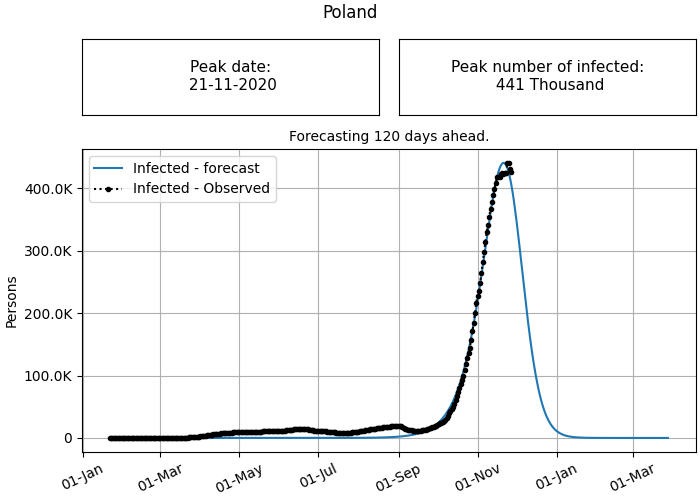 Poland
Peak date:
21-11-2020
Peak number of infected:
441 Thousand
Forecasting 120 days ahead.
Infected - forecast
Infected - Observed
400.0K
300.0K
200.0K
100.0K
0
Persons
01-Jan
01-Mar
01-May
01-Jul
01-Sep
01-Nov
01-Jan
01-Mar